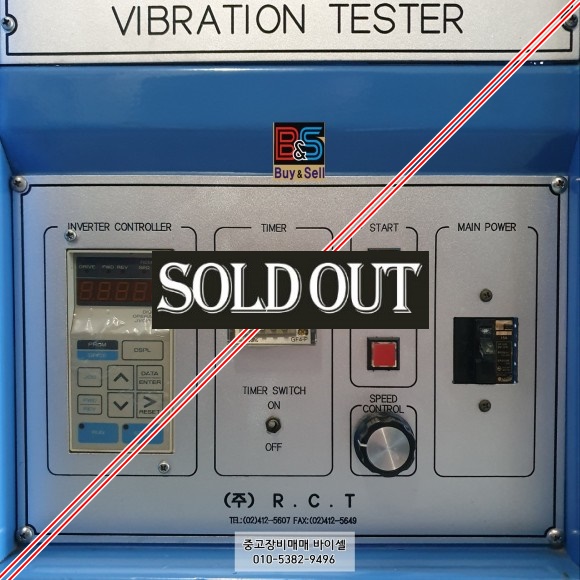 VIBRATION TESTER
B&S
Buy & Sell
INVERTER CONTROLLER
TIMER
START
MAIN POWER
SOLD OUT
DSPL
DATA
ENTER
RESET
RUN
TIMER SWITCH
ON
OFF
SPEED
CONTROL
(주) R.C.T
TEL:(02)412-5607 FAX:(02)412-5649
중고장비매매 바이셀
010-5382-9496